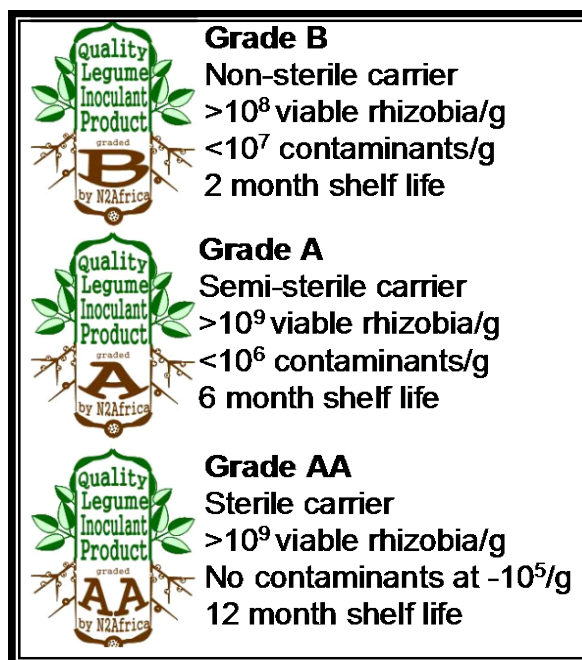 Quality
Legume
Inoculant
Product
graded
B
by N2Africa
Grade B
Non-sterile carrier
>10⁸ viable rhizobia/g
<10⁷ contaminants/g
2 month shelf life
Quality
Legume
Inoculant
Product
graded
A
by N2Africa
Grade A
Semi-sterile carrier
>10⁹ viable rhizobia/g
<10⁶ contaminants/g
6 month shelf life
Quality
Legume
Inoculant
Product
graded
AA
by N2Africa
Grade AA
Sterile carrier
>10⁹ viable rhizobia/g
No contaminants at -10⁵/g
12 month shelf life